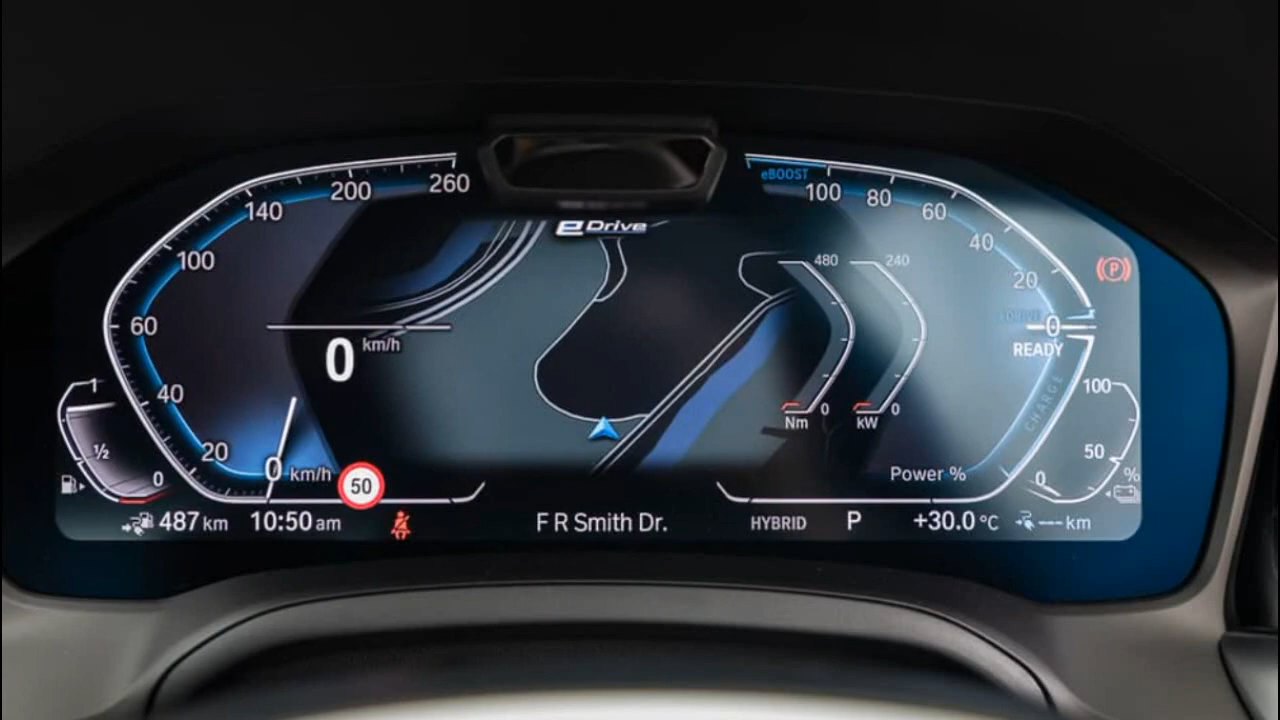 eDrive
260
200
140
100
60
40
20
0 km/h
0 km/h
50
1
½
0
487 km
10:50 am
F R Smith Dr.
HYBRID
P
+30.0 °C
--- km
480
0
Nm
240
0
kW
eBOOST
100
80
60
40
20
eDRIVE
0
READY
CHARGE
Power %
(P)
100
50
0
%